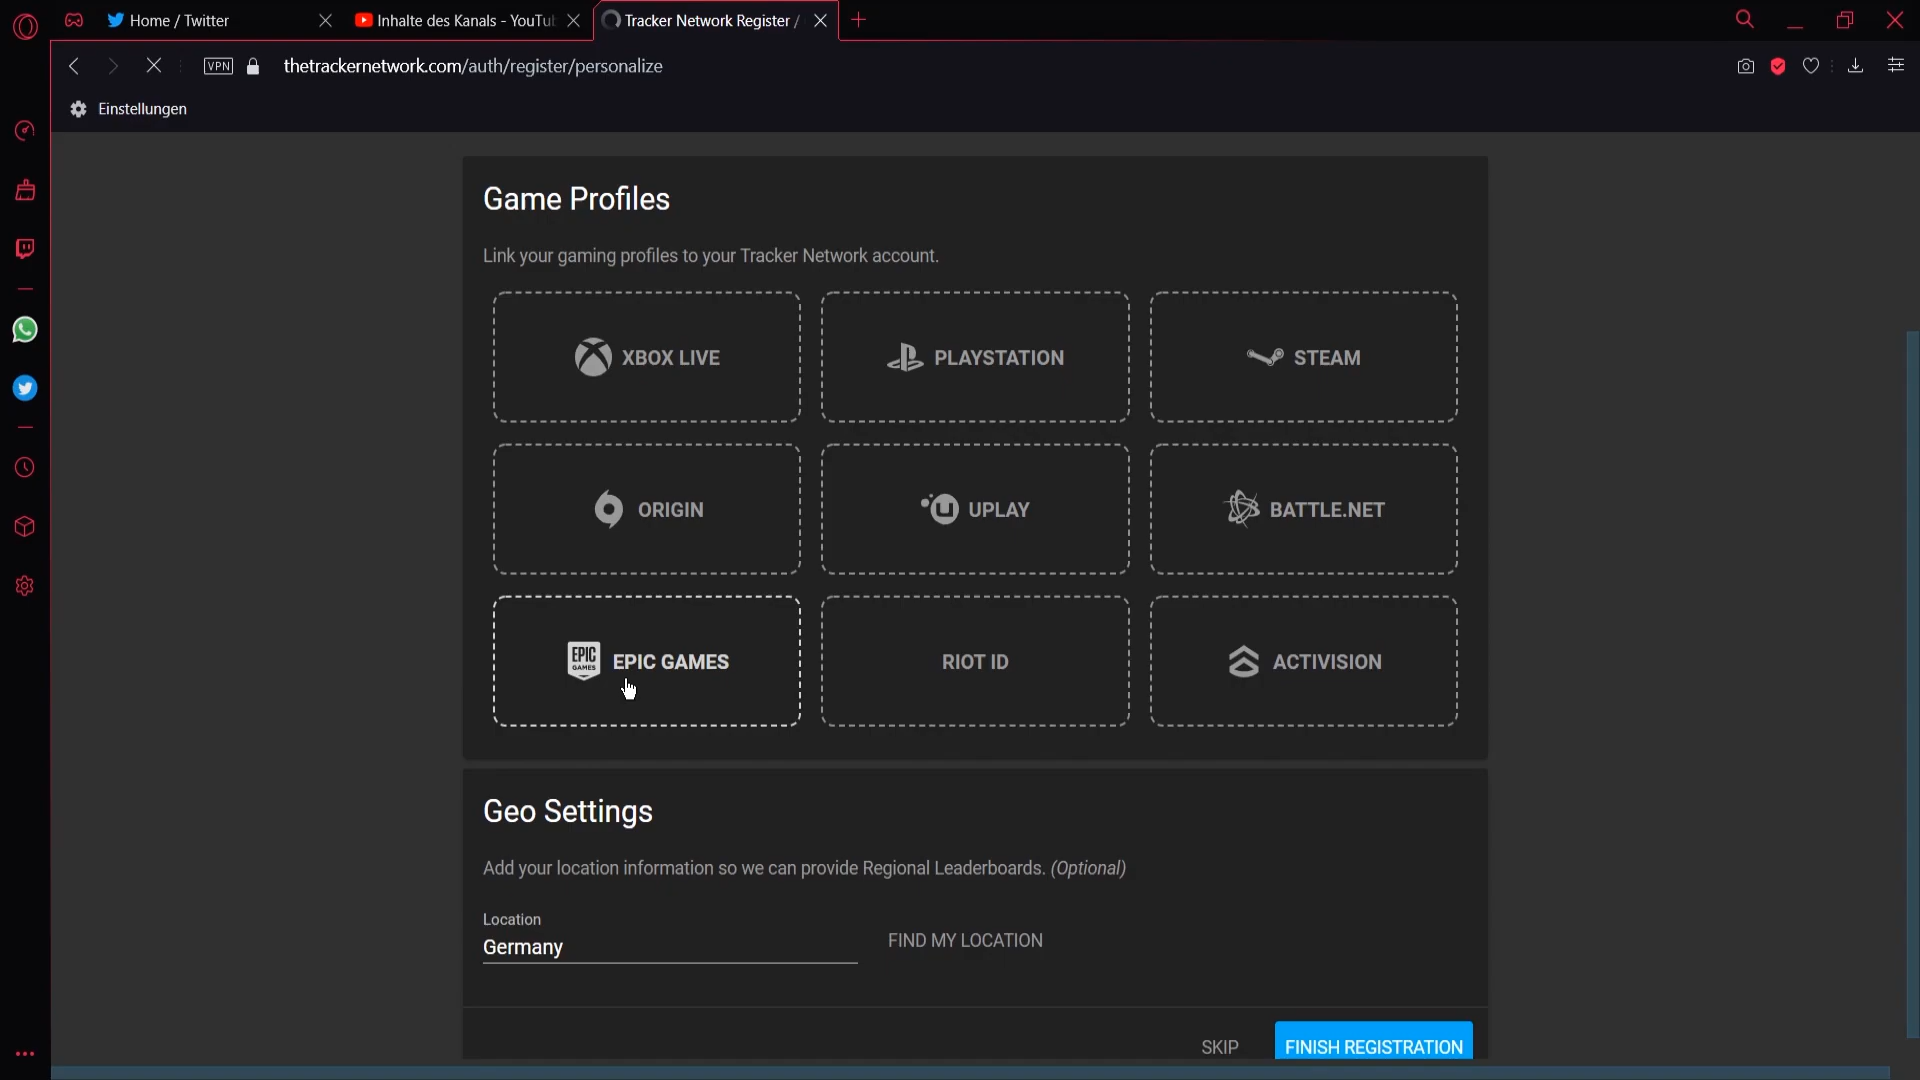 Home / Twitter
Inhalte des Kanals - YouTu
Tracker Network Register /
VPN
thetrackernetwork.com/auth/register/personalize
Einstellungen
Game Profiles
Link your gaming profiles to your Tracker Network account.
XBOX LIVE
PLAYSTATION
STEAM
ORIGIN
UPLAY
BATTLE.NET
EPIC GAMES
EPIC GAMES
RIOT ID
ACTIVISION
Geo Settings
Add your location information so we can provide Regional Leaderboards. (Optional)
Location
Germany
FIND MY LOCATION
SKIP
FINISH REGISTRATION